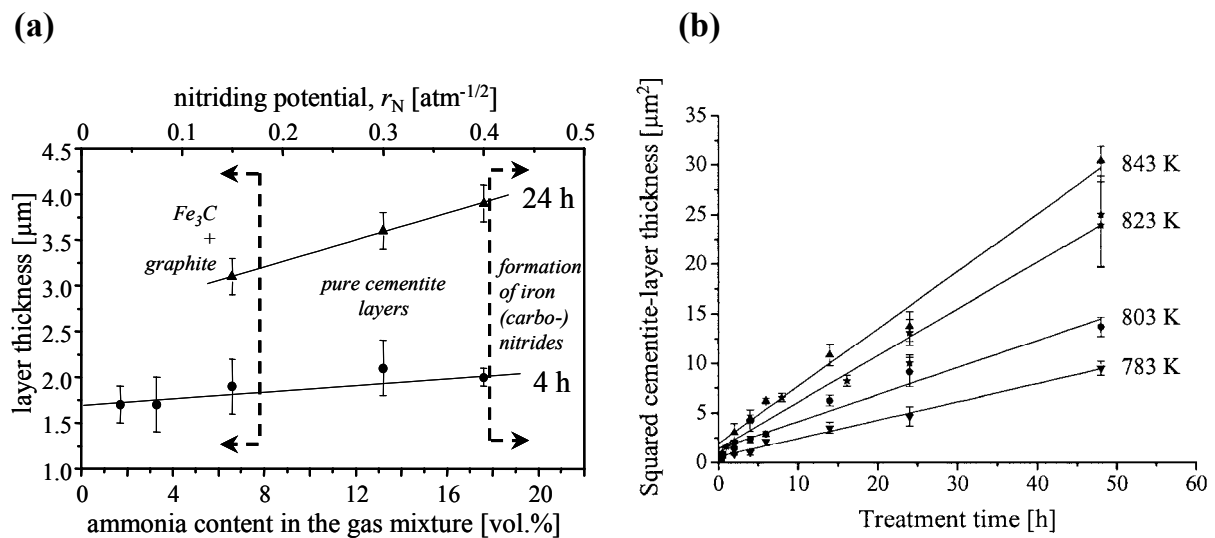 (a)
nitriding potential, rN [atm-1/2]
0 0.1 0.2 0.3 0.4 0.5
layer thickness [μm]
4.5
4.0
3.5
3.0
2.5
2.0
1.5
1.0
Fe3C
+
graphite
pure cementite
layers
formation
of iron
(carbo-)
nitrides
24 h
4 h
0 4 8 12 16 20
ammonia content in the gas mixture [vol.%]
(b)
Squared cementite-layer thickness [μm2]
35
30
25
20
15
10
5
0
843 K
823 K
803 K
783 K
0 10 20 30 40 50 60
Treatment time [h]